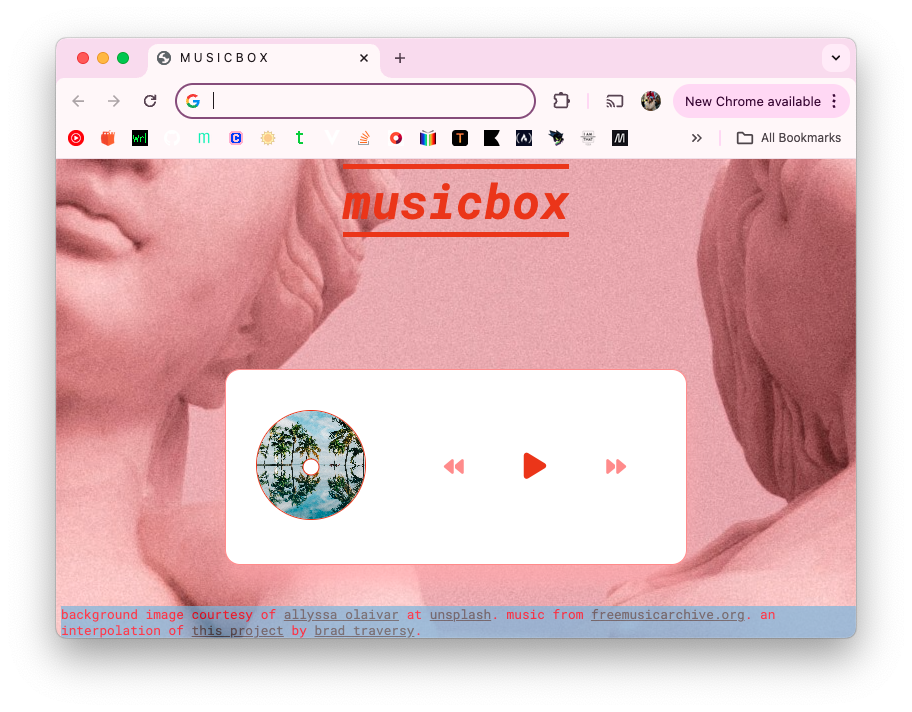 MUSICBOX
New Chrome available
All Bookmarks
musicbox
background image courtesy of allyssa olaivar at unsplash. music from freemusicarchive.org. an
interpolation of this project by brad traversy.